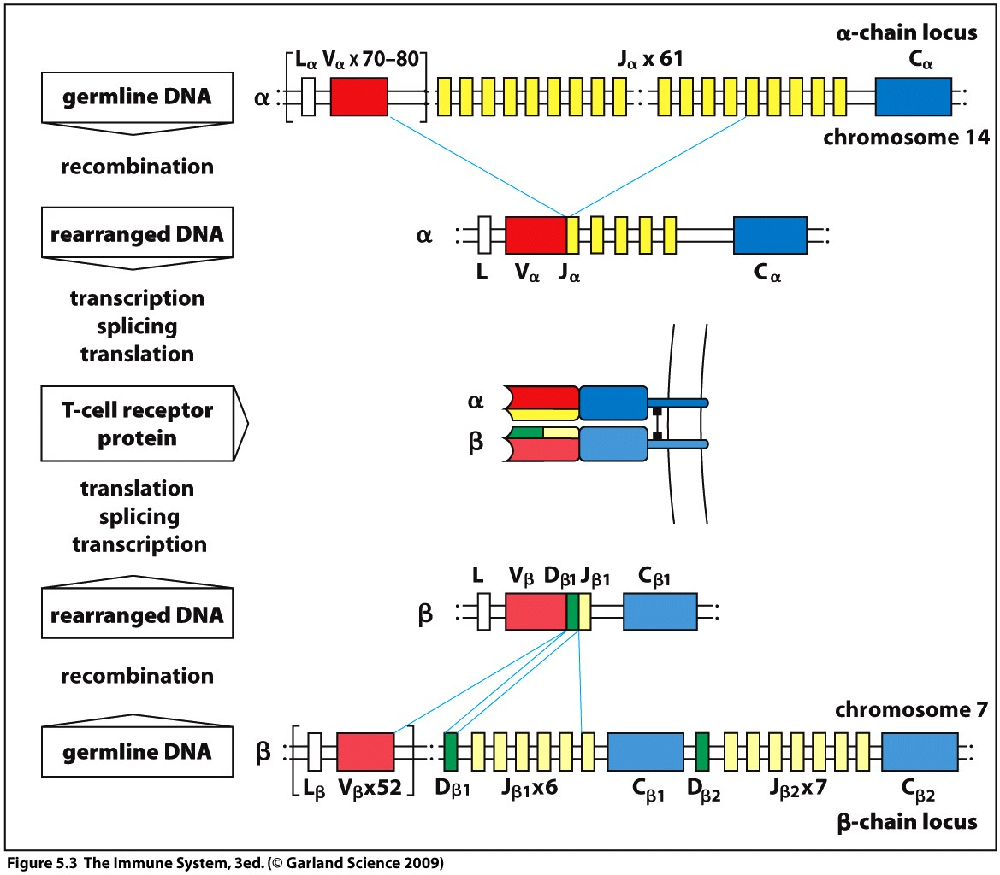 α-chain locus
Lα Vα x 70–80 Jα x 61 Cα
germline DNA α
chromosome 14
recombination
rearranged DNA α
L Vα Jα Cα
transcription
splicing
translation
T-cell receptor
protein
α
β
translation
splicing
transcription
L Vβ Dβ1 Jβ1 Cβ1
rearranged DNA β
recombination
chromosome 7
germline DNA β
Lβ Vβx52 Dβ1 Jβ1x6 Cβ1 Dβ2 Jβ2x7 Cβ2
β-chain locus
Figure 5.3 The Immune System, 3ed. (© Garland Science 2009)